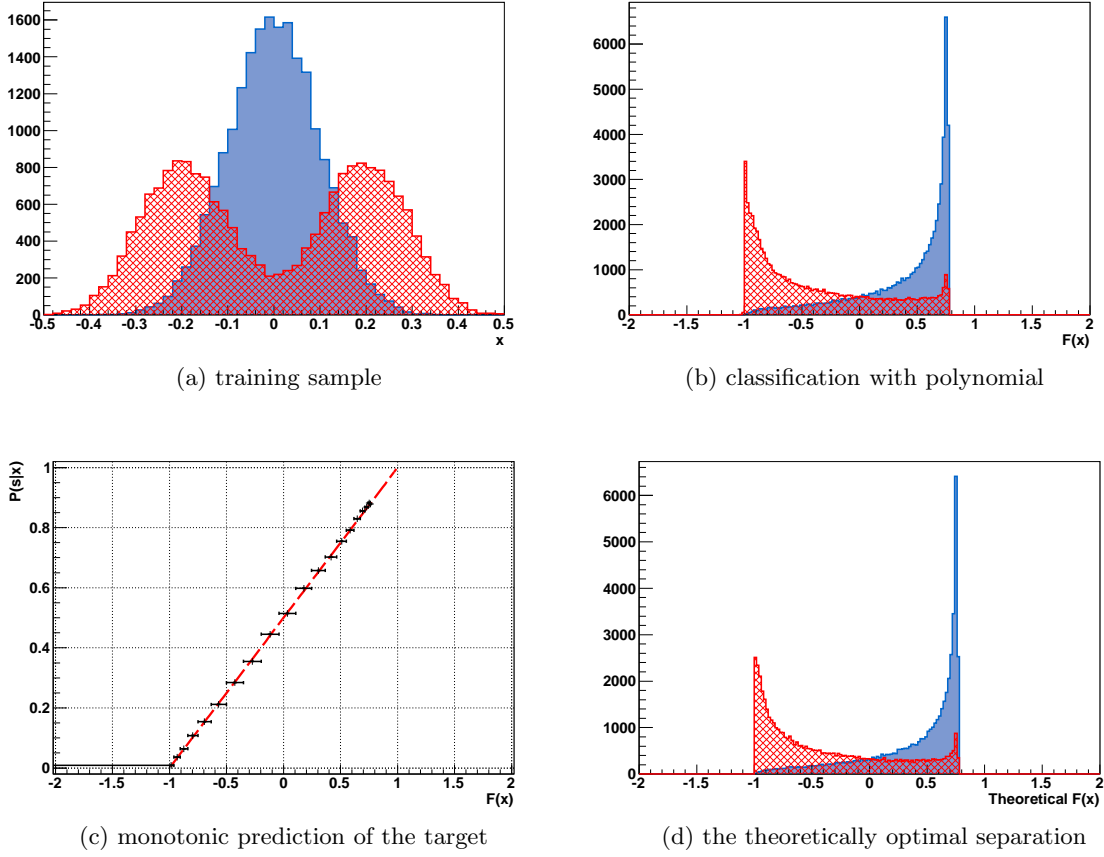 1600
1400
1200
1000
800
600
400
200
0
-0.5 -0.4 -0.3 -0.2 -0.1 0 0.1 0.2 0.3 0.4 0.5
x
(a) training sample
6000
5000
4000
3000
2000
1000
0
-2 -1.5 -1 -0.5 0 0.5 1 1.5 2
F(x)
(b) classification with polynomial
P(s|x)
1
0.8
0.6
0.4
0.2
0
-2 -1.5 -1 -0.5 0 0.5 1 1.5 2
F(x)
(c) monotonic prediction of the target
6000
5000
4000
3000
2000
1000
0
-2 -1.5 -1 -0.5 0 0.5 1 1.5 2
Theoretical F(x)
(d) the theoretically optimal separation